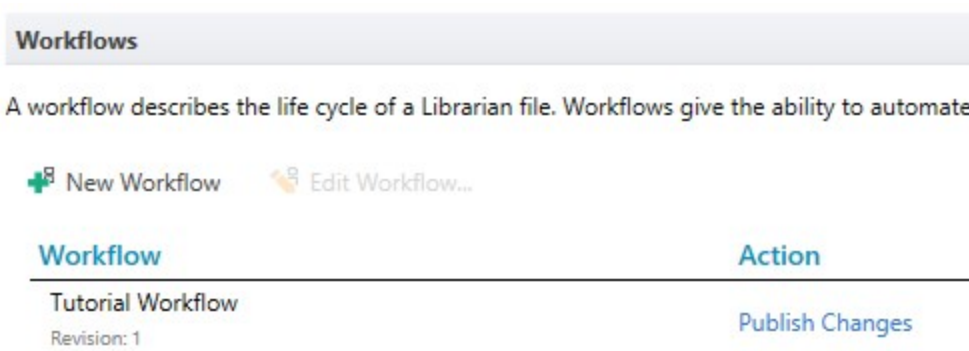 Workflows
A workflow describes the life cycle of a Librarian file. Workflows give the ability to automate
New Workflow Edit Workflow...
Workflow Action
Tutorial Workflow
Publish Changes
Revision: 1